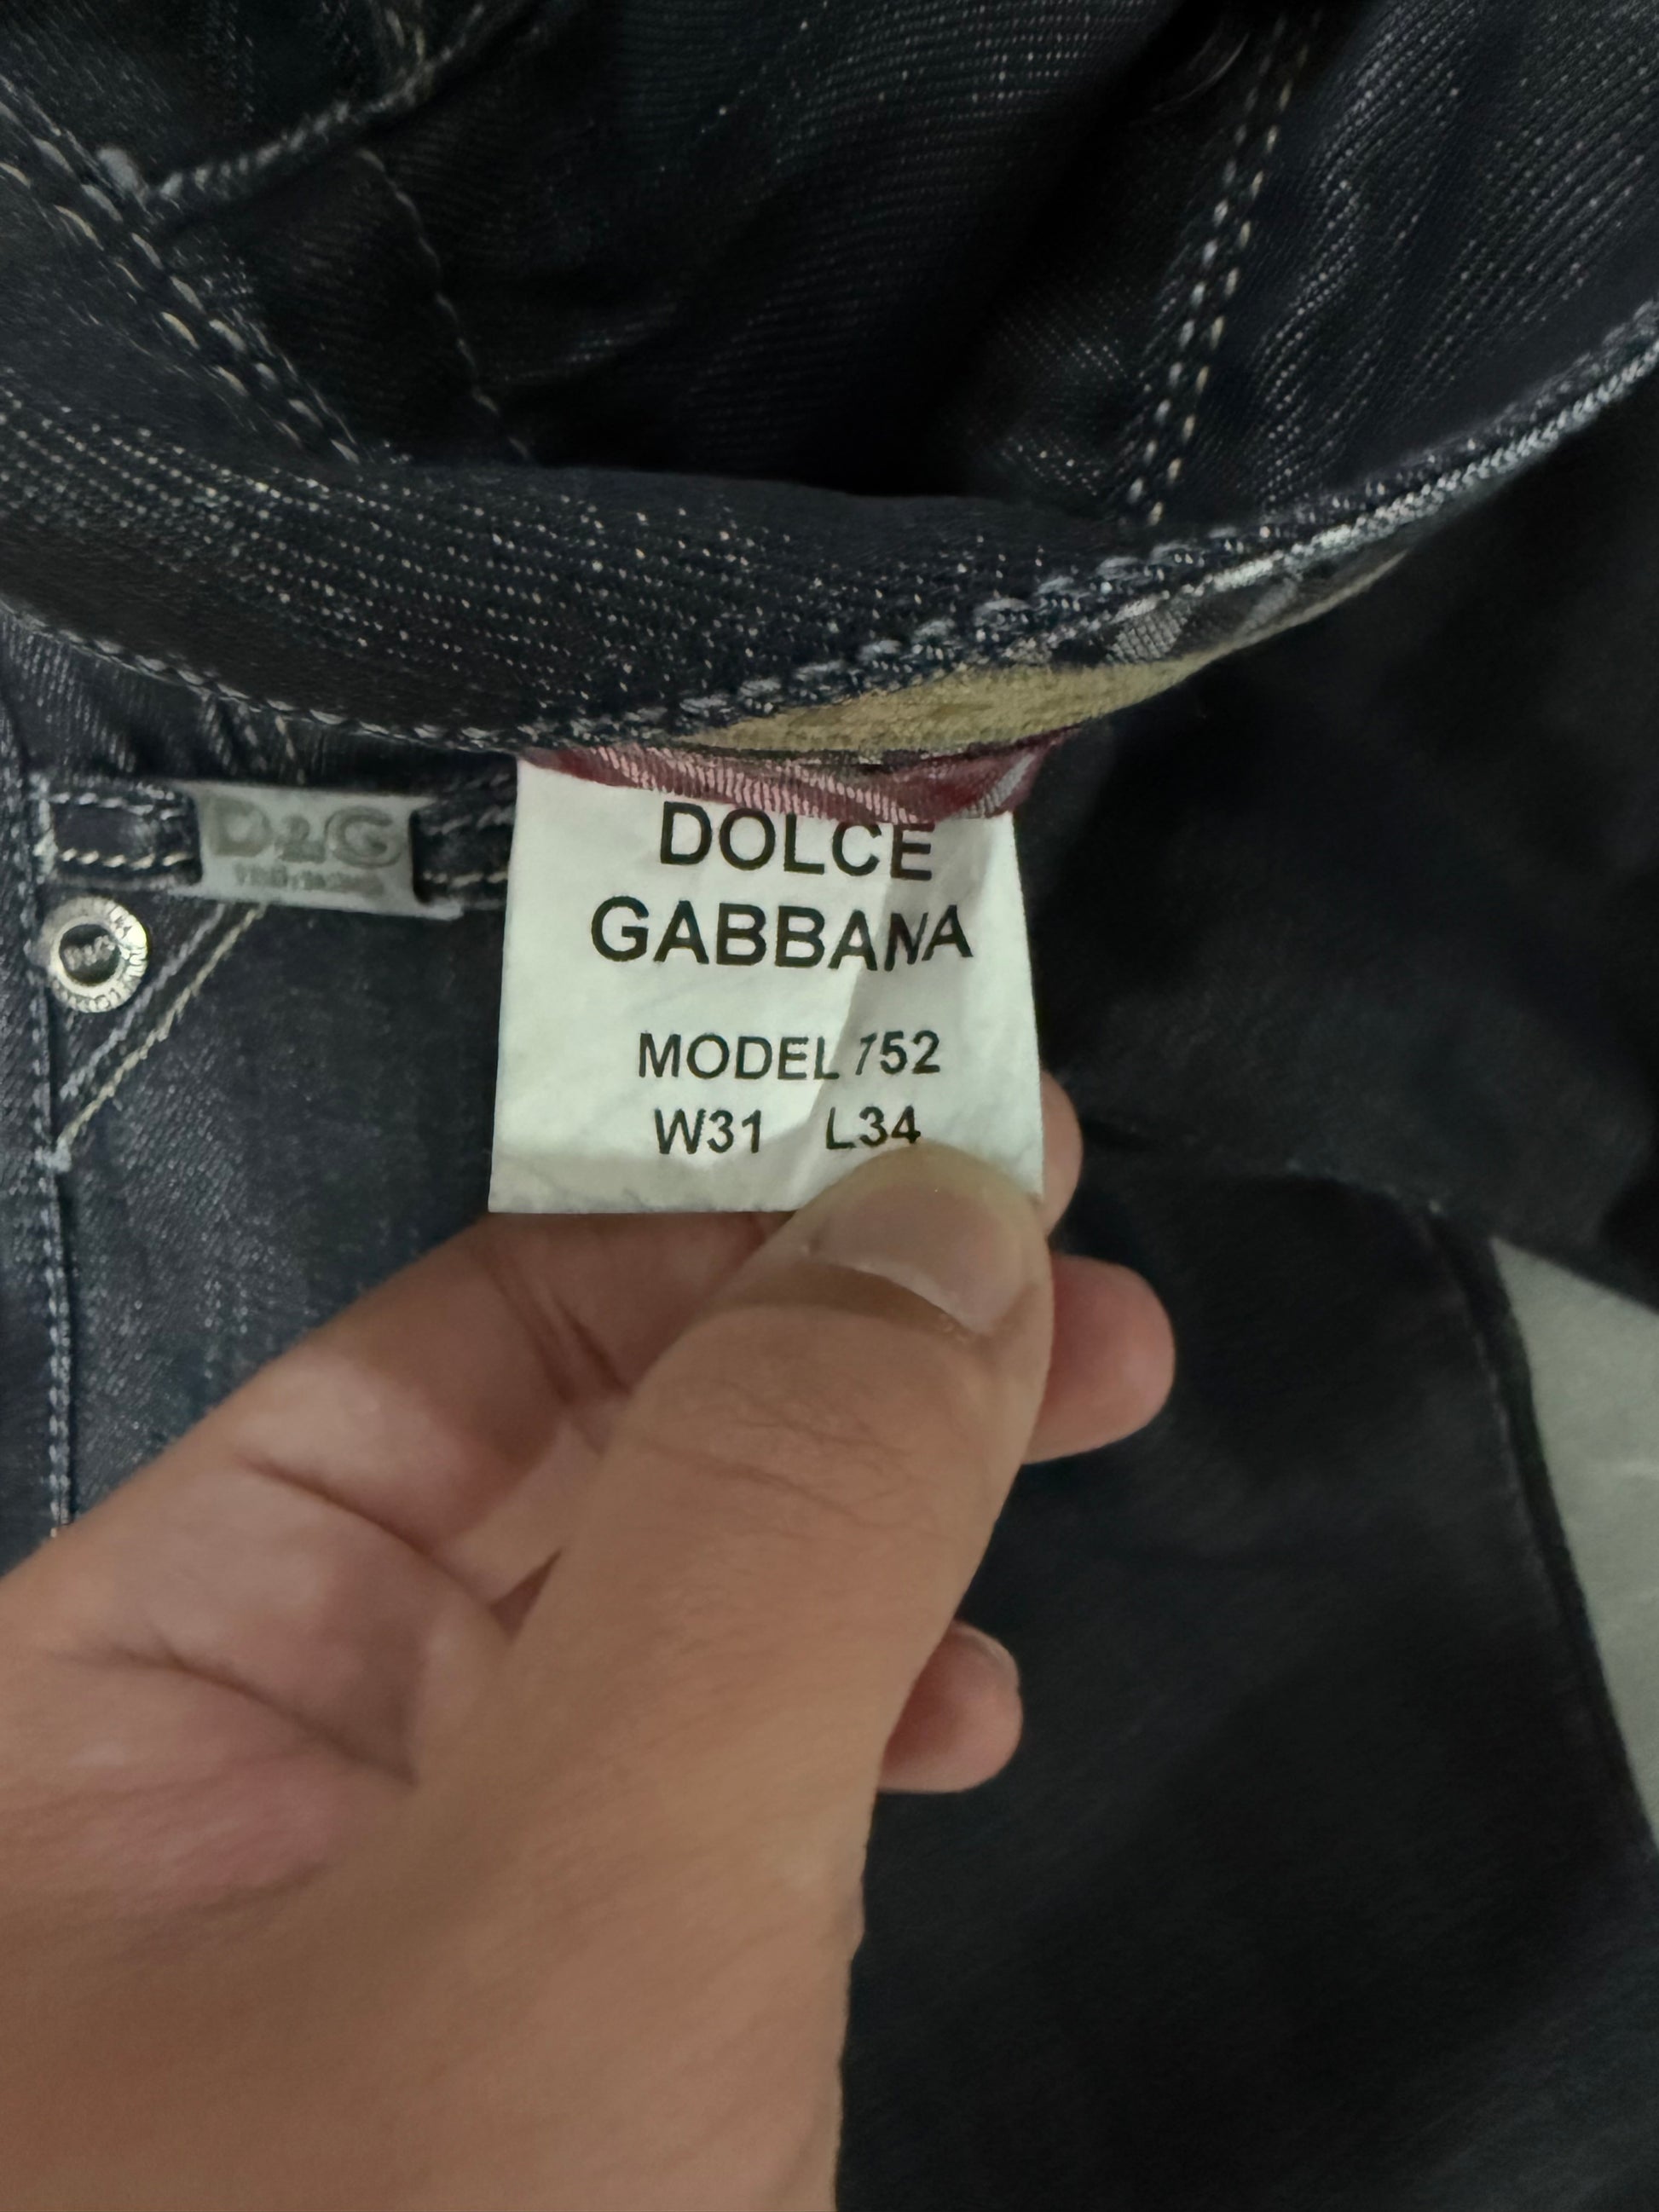 D&G
DOLCE
GABBANA
MODEL 752
W31 L34